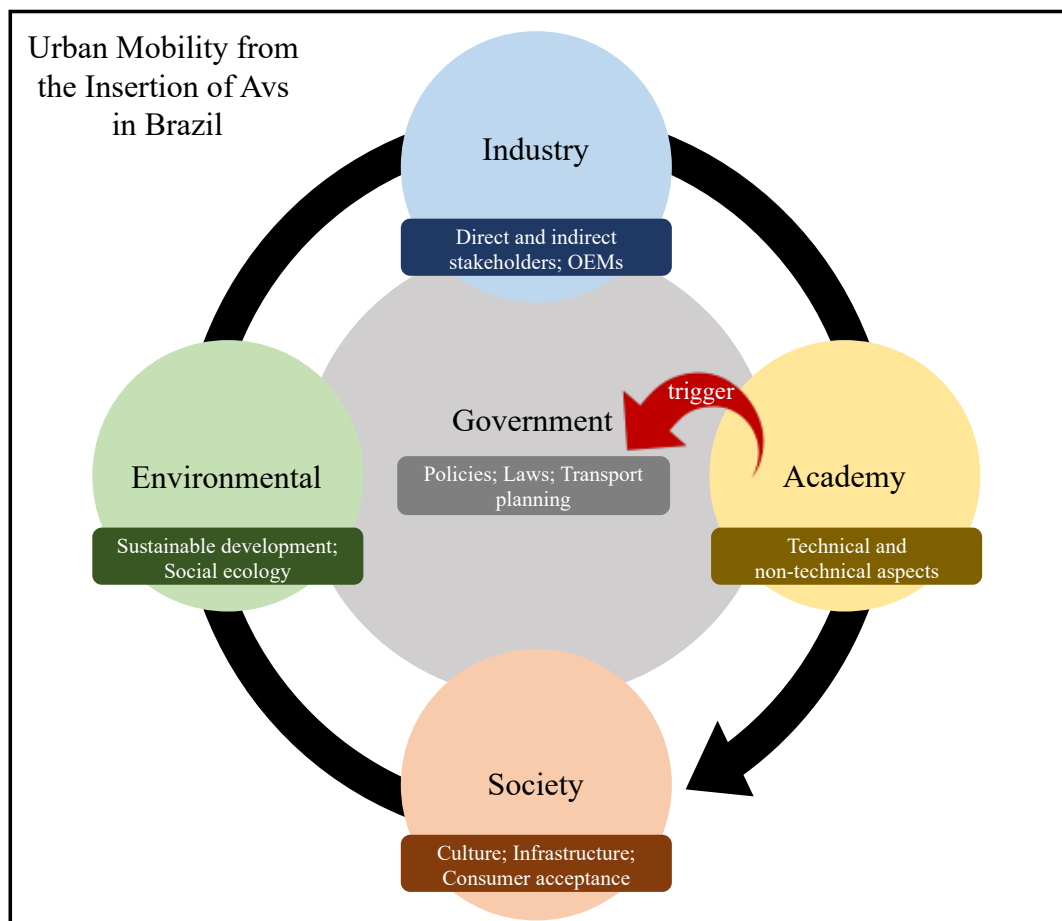 Urban Mobility from
the Insertion of Avs
in Brazil
Industry
Direct and indirect
stakeholders; OEMs
trigger
Government
Policies; Laws; Transport
planning
Environmental
Sustainable development;
Social ecology
Academy
Technical and
non-technical aspects
Society
Culture; Infrastructure;
Consumer acceptance